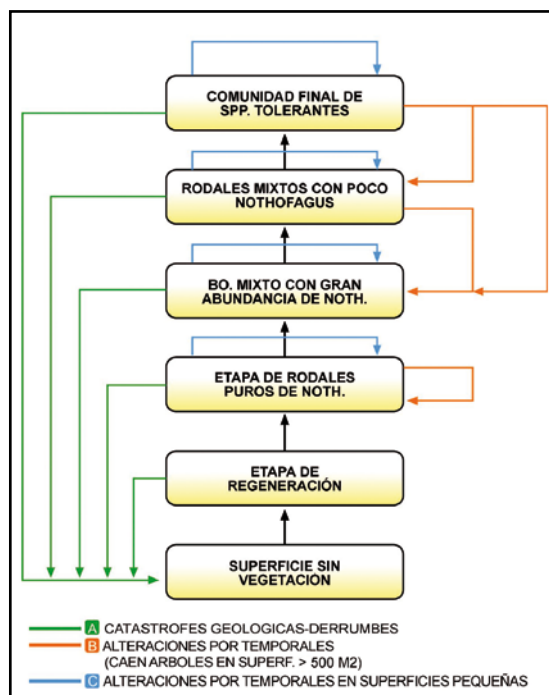 COMUNIDAD FINAL DE
SPP. TOLERANTES
RODALES MIXTOS CON POCO
NOTHOFAGUS
BO. MIXTO CON GRAN
ABUNDANCIA DE NOTH.
ETAPA DE RODALES
PUROS DE NOTH.
ETAPA DE
REGENERACIÓN
SUPERFICIE SIN
VEGETACIÓN
A CATASTROFES GEOLOGICAS-DERRUMBES
B ALTERACIONES POR TEMPORALES
(CAEN ARBOLES EN SUPERF. > 500 M2)
C ALTERACIONES POR TEMPORALES EN SUPERFICIES PEQUEÑAS